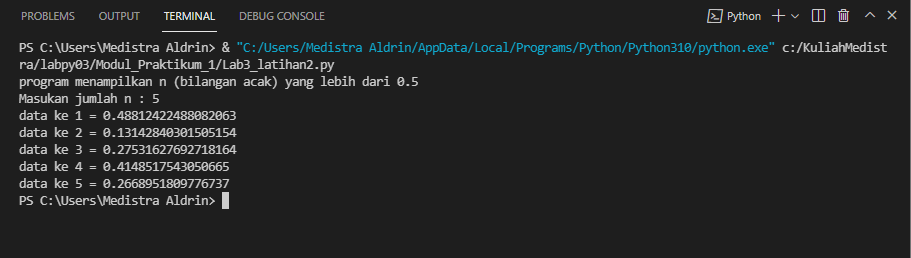 PROBLEMS OUTPUT TERMINAL DEBUG CONSOLE Python
PS C:\Users\Medistra Aldrin> & "C:/Users/Medistra Aldrin/AppData/Local/Programs/Python/Python310/python.exe" c:/KuliahMedist
ra/labpy03/Modul_Praktikum_1/Lab3_latihan2.py
program menampilkan n (bilangan acak) yang lebih dari 0.5
Masukan jumlah n : 5
data ke 1 = 0.48812422488082063
data ke 2 = 0.13142840301505154
data ke 3 = 0.27531627692718164
data ke 4 = 0.4148517543050665
data ke 5 = 0.2668951809776737
PS C:\Users\Medistra Aldrin>